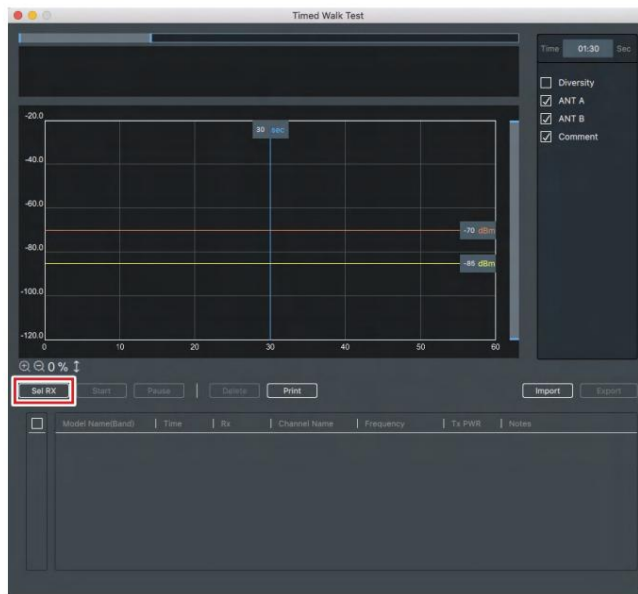 Timed Walk Test
Time 01:30 Sec
Diversity
ANT A
ANT B
Comment
-20.0
30 sec
-40.0
-60.0
-70 dBm
-80.0
-85 dBm
-100.0
-120.0
0 10 20 30 40 50 60
0 %
Sel RX Start Pause Delete Print Import Export
Model Name(Band) Time Rx Channel Name Frequency Tx PWR Notes